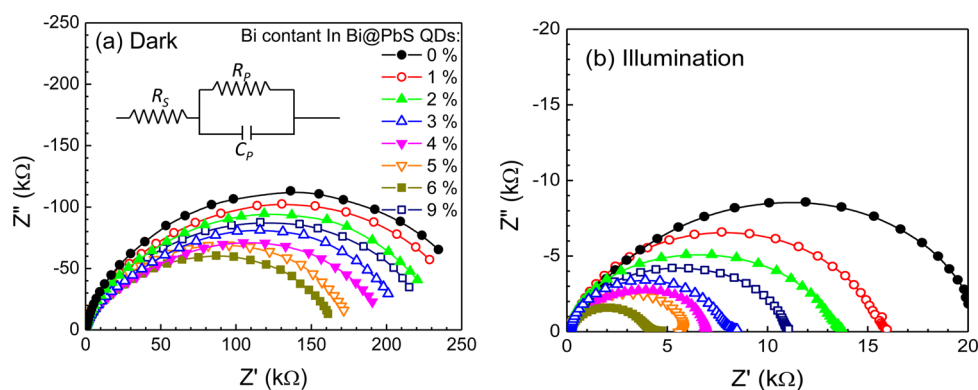 (a) Dark
Bi contant In Bi@PbS QDs:
0 %
1 %
2 %
3 %
4 %
5 %
6 %
9 %
R_S
R_P
C_P
Z'' (kΩ)
-250
-200
-150
-100
-50
0
0 50 100 150 200 250
Z' (kΩ)
(b) Illumination
Z'' (kΩ)
-20
-15
-10
-5
0
0 5 11 15 20
Z' (kΩ)